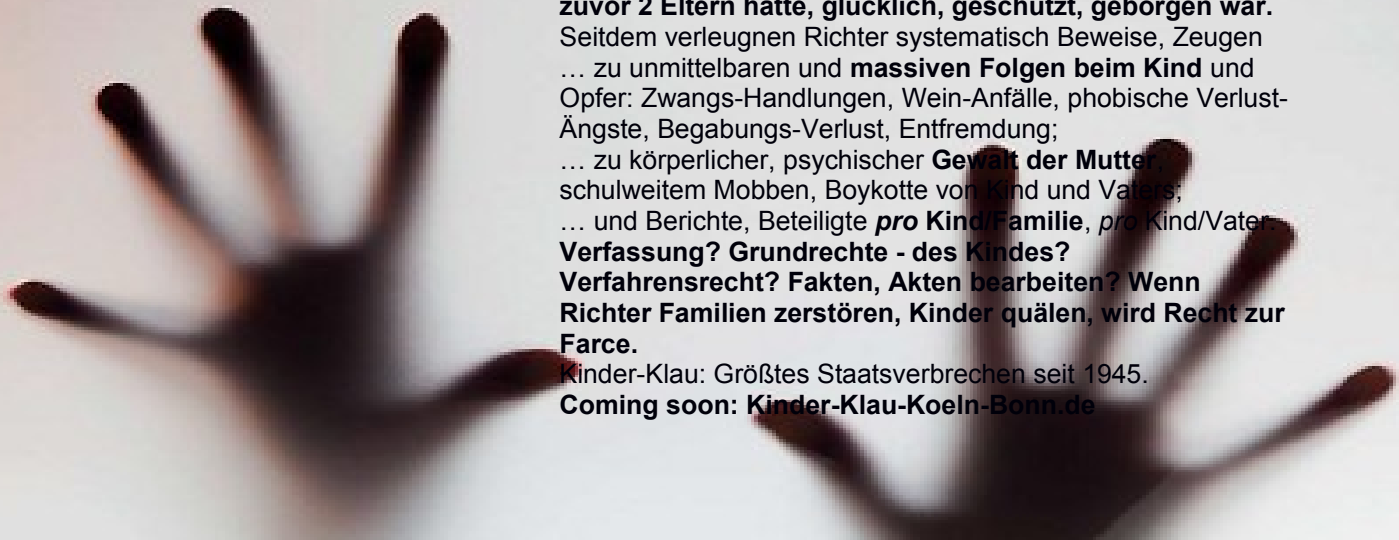 zuvor 2 Eltern hatte, glücklich, geschützt, geborgen war.
Seitdem verleugnen Richter systematisch Beweise, Zeugen
… zu unmittelbaren und massiven Folgen beim Kind und
Opfer: Zwangs-Handlungen, Wein-Anfälle, phobische Verlust-
Ängste, Begabungs-Verlust, Entfremdung;
… zu körperlicher, psychischer Gewalt der Mutter,
schulweitem Mobben, Boykotte von Kind und Vaters;
… und Berichte, Beteiligte pro Kind/Familie, pro Kind/Vater.
Verfassung? Grundrechte - des Kindes?
Verfahrensrecht? Fakten, Akten bearbeiten? Wenn
Richter Familien zerstören, Kinder quälen, wird Recht zur
Farce.
Kinder-Klau: Größtes Staatsverbrechen seit 1945.
Coming soon: Kinder-Klau-Koeln-Bonn.de